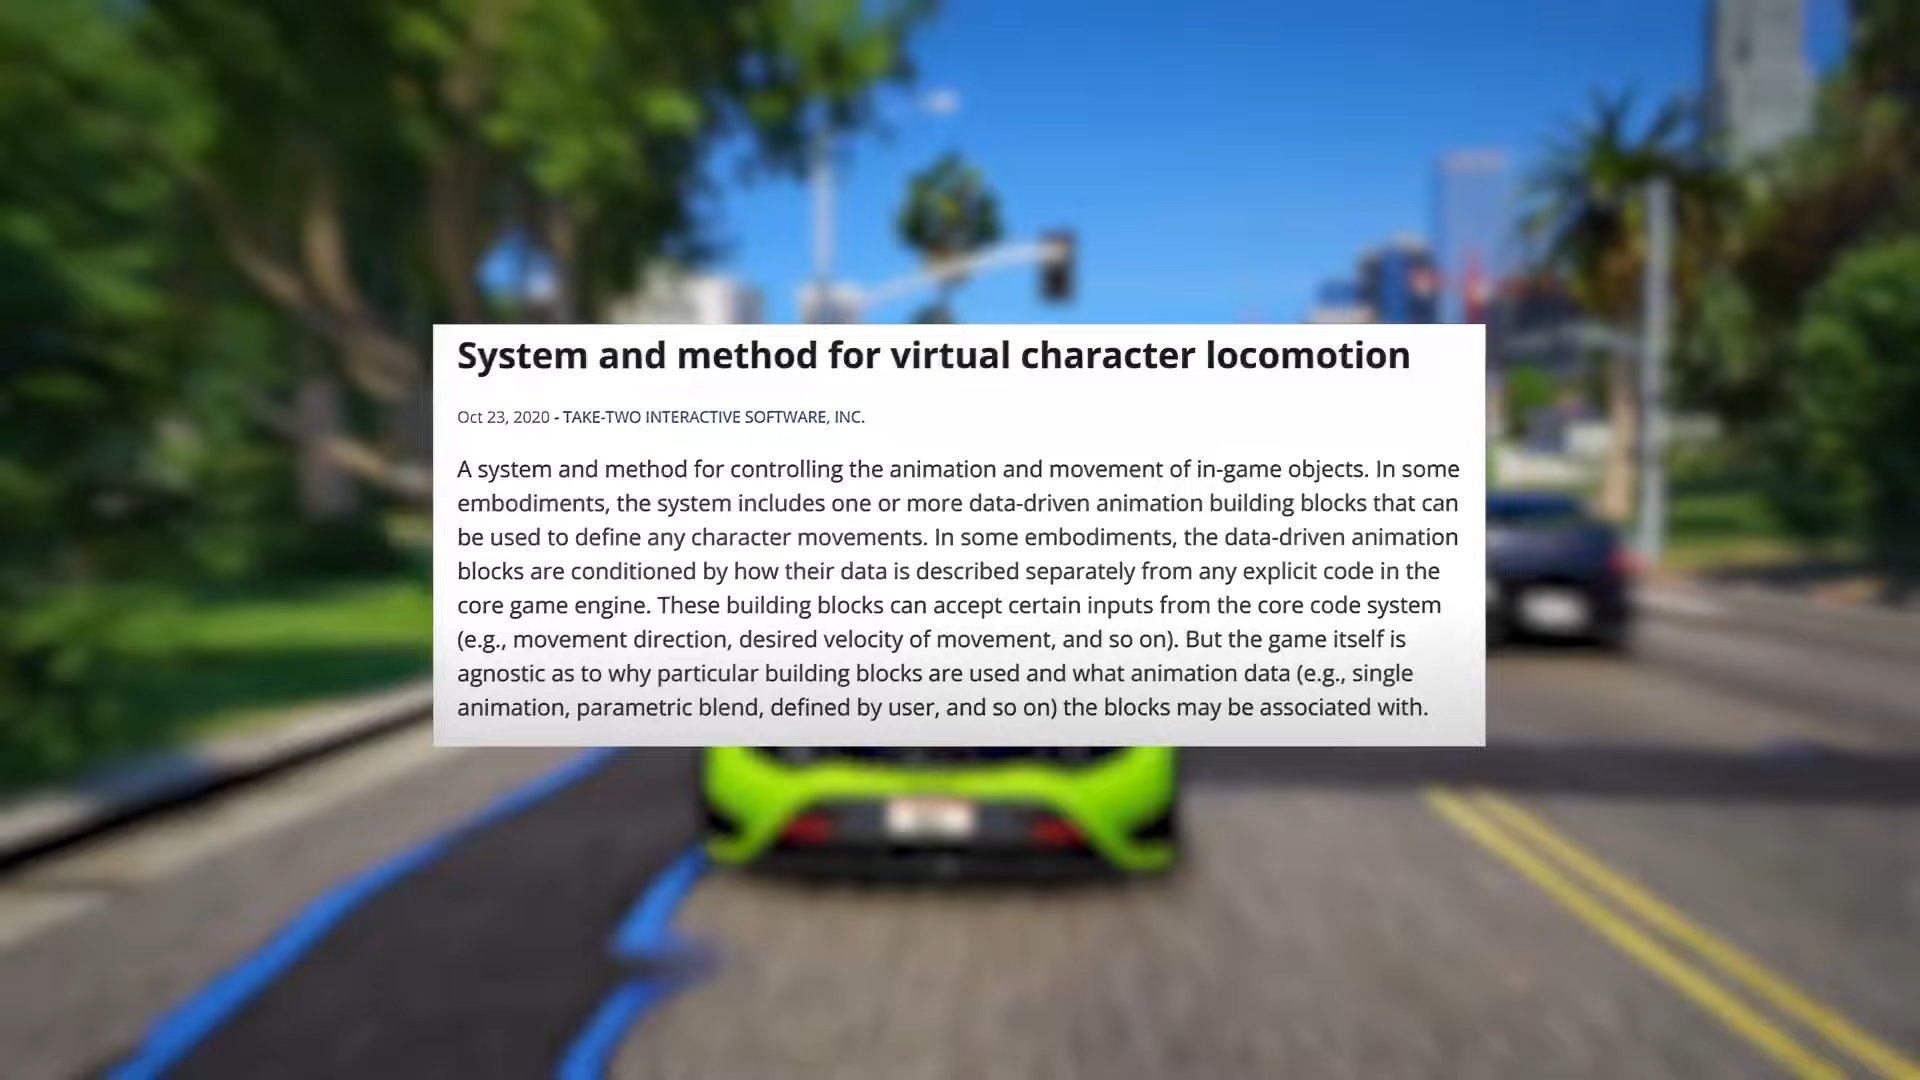 System and method for virtual character locomotion
Oct 23, 2020 - TAKE-TWO INTERACTIVE SOFTWARE, INC.
A system and method for controlling the animation and movement of in-game objects. In some
embodiments, the system includes one or more data-driven animation building blocks that can
be used to define any character movements. In some embodiments, the data-driven animation
blocks are conditioned by how their data is described separately from any explicit code in the
core game engine. These building blocks can accept certain inputs from the core code system
(e.g., movement direction, desired velocity of movement, and so on). But the game itself is
agnostic as to why particular building blocks are used and what animation data (e.g., single
animation, parametric blend, defined by user, and so on) the blocks may be associated with.